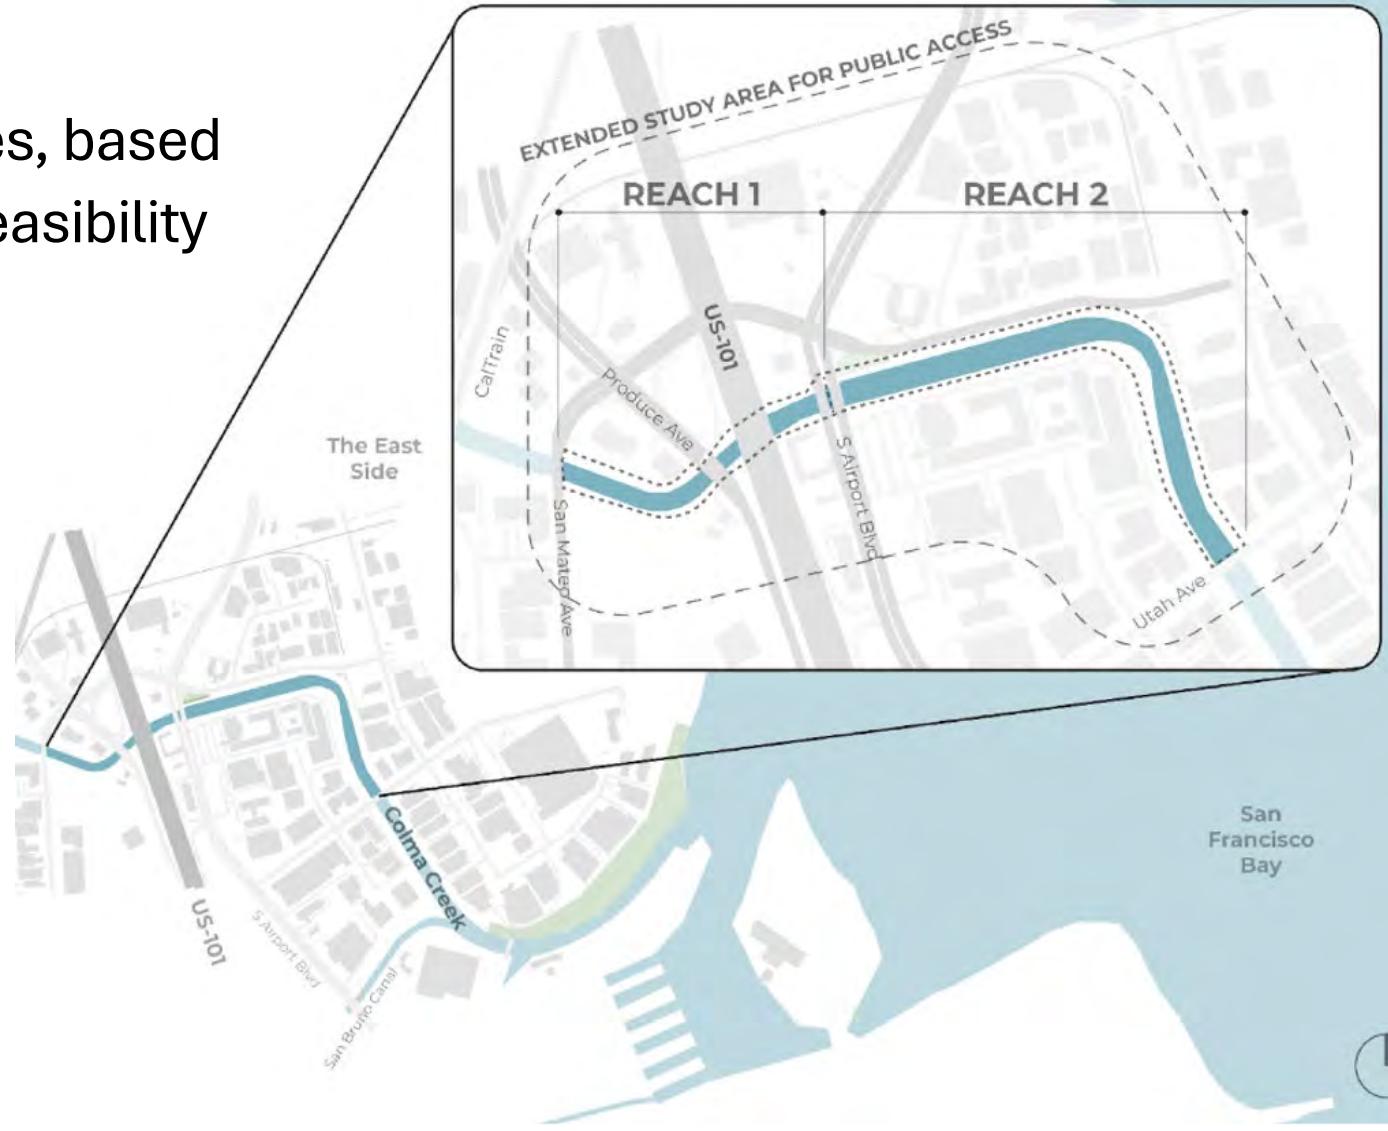 es, based
easibility
EXTENDED STUDY AREA FOR PUBLIC ACCESS
REACH 1
REACH 2
US-101
CalTrain
Produce Ave
S Airport Blvd
San Mateo Ave
Utah Ave
The East
Side
Colma Creek
US-101
S Airport Blvd
San Bruno Canal
San
Francisco
Bay